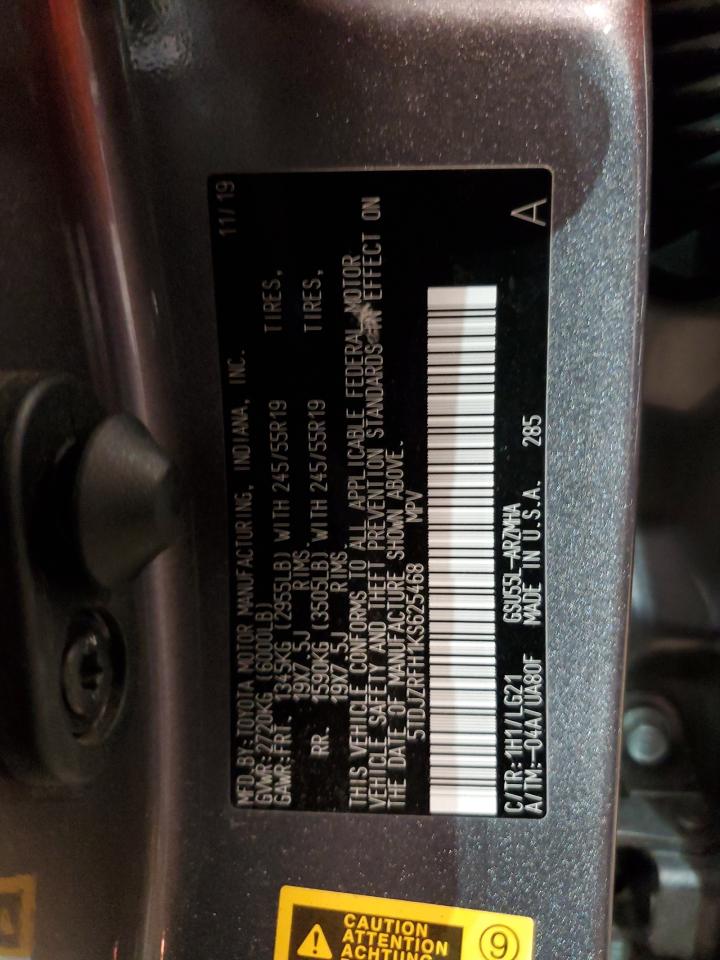 MFD.BY:TOYOTA MOTOR MANUFACTURING, INDIANA, INC. 11/19
GVWR:2720KG (6000LB)
GAWR:FRT. 1345KG (2955LB) WITH 245/55R19 TIRES,
19X7.5J RIMS,
RR. 1590KG (3505LB) WITH 245/55R19 TIRES,
19X7.5J RIMS,
THIS VEHICLE CONFORMS TO ALL APPLICABLE FEDERAL MOTOR
VEHICLE SAFETY AND THEFT PREVENTION STANDARDS IN EFFECT ON
THE DATE OF MANUFACTURE SHOWN ABOVE.
5TDJZRFH1KS625468 MPV
C/TR:1H1/LG21 GSU55L-ARZMHA
A/TM:-04A/UA80F MADE IN U.S.A. 285 A
CAUTION
ATTENTION
ACHTUNG
9